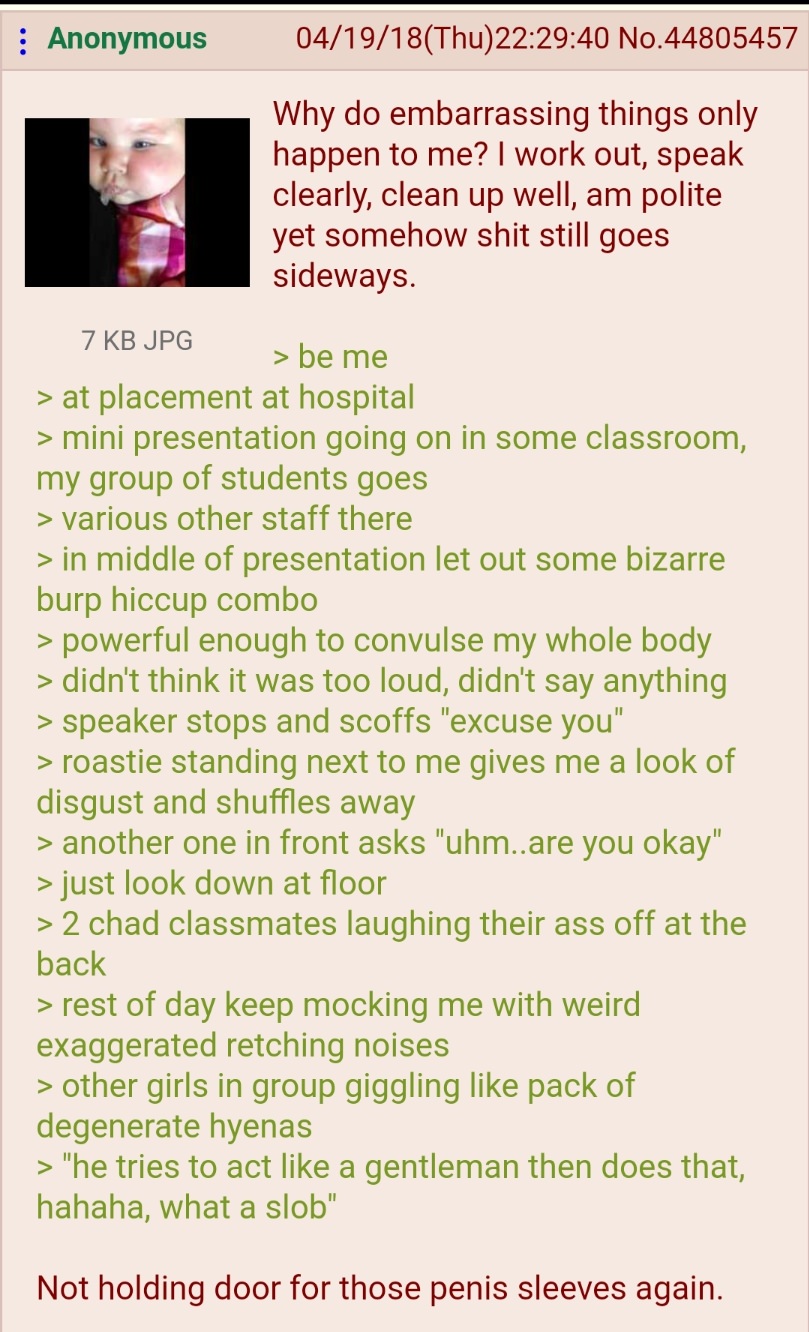 Anonymous 04/19/18(Thu)22:29:40 No.44805457
Why do embarrassing things only
happen to me? I work out, speak
clearly, clean up well, am polite
yet somehow shit still goes
sideways.
7 KB JPG
> be me
> at placement at hospital
> mini presentation going on in some classroom,
my group of students goes
> various other staff there
> in middle of presentation let out some bizarre
burp hiccup combo
> powerful enough to convulse my whole body
> didn't think it was too loud, didn't say anything
> speaker stops and scoffs "excuse you"
> roastie standing next to me gives me a look of
disgust and shuffles away
> another one in front asks "uhm..are you okay"
> just look down at floor
> 2 chad classmates laughing their ass off at the
back
> rest of day keep mocking me with weird
exaggerated retching noises
> other girls in group giggling like pack of
degenerate hyenas
> "he tries to act like a gentleman then does that,
hahaha, what a slob"
Not holding door for those penis sleeves again.